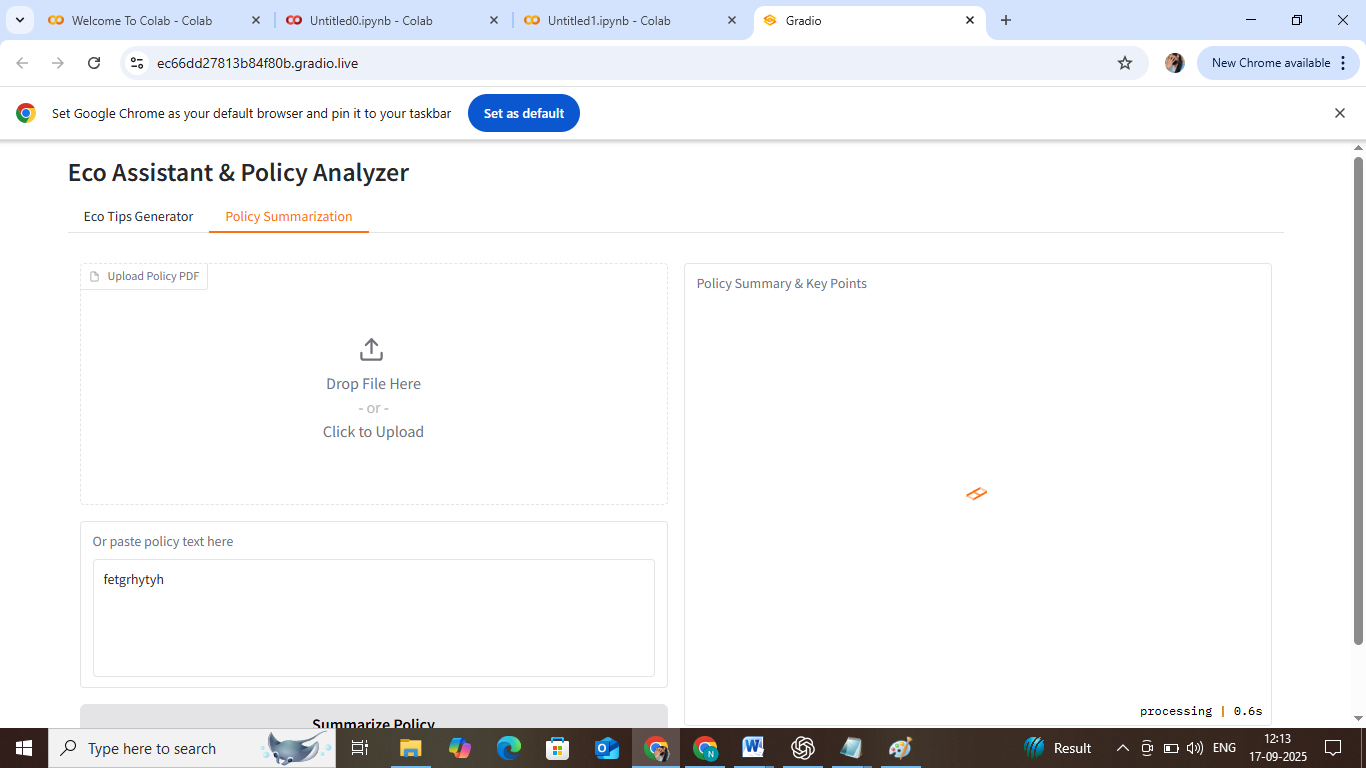 Welcome To Colab - Colab
Untitled0.ipynb - Colab
Untitled1.ipynb - Colab
Gradio
ec66dd27813b84f80b.gradio.live
New Chrome available
Set Google Chrome as your default browser and pin it to your taskbar
Set as default
Eco Assistant & Policy Analyzer
Eco Tips Generator
Policy Summarization
Upload Policy PDF
Drop File Here
- or -
Click to Upload
Or paste policy text here
fetgrhytyh
Summarize Policy
Policy Summary & Key Points
processing | 0.6s
Type here to search
N
W
Result
ENG
12:13
17-09-2025